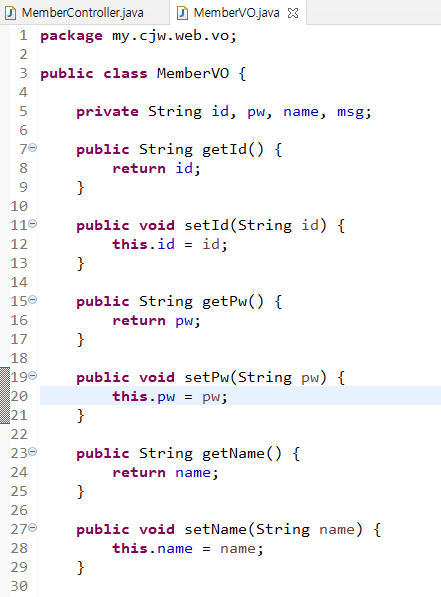 MemberController.java MemberVO.java
1 package my.cjw.web.vo;
2
3 public class MemberVO {
4
5     private String id, pw, name, msg;
6
7     public String getId() {
8         return id;
9     }
10
11     public void setId(String id) {
12         this.id = id;
13     }
14
15     public String getPw() {
16         return pw;
17     }
18
19     public void setPw(String pw) {
20         this.pw = pw;
21     }
22
23     public String getName() {
24         return name;
25     }
26
27     public void setName(String name) {
28         this.name = name;
29     }
30